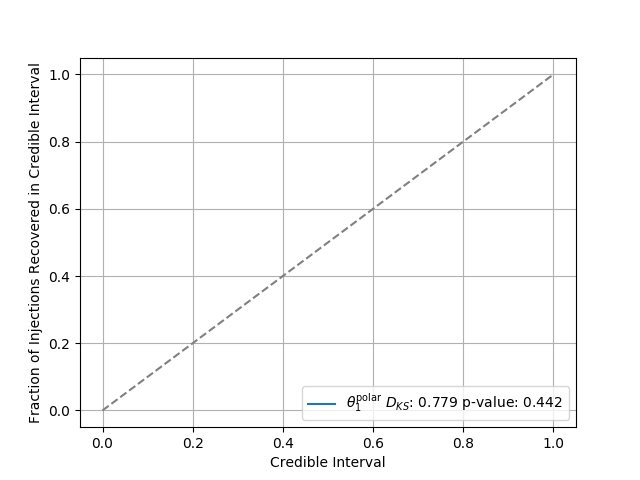 1.0
0.8
0.6
0.4
0.2
0.0
Fraction of Injections Recovered in Credible Interval
θ₁ᵖᵒˡᵃʳ D_KS: 0.779 p-value: 0.442
0.0 0.2 0.4 0.6 0.8 1.0
Credible Interval